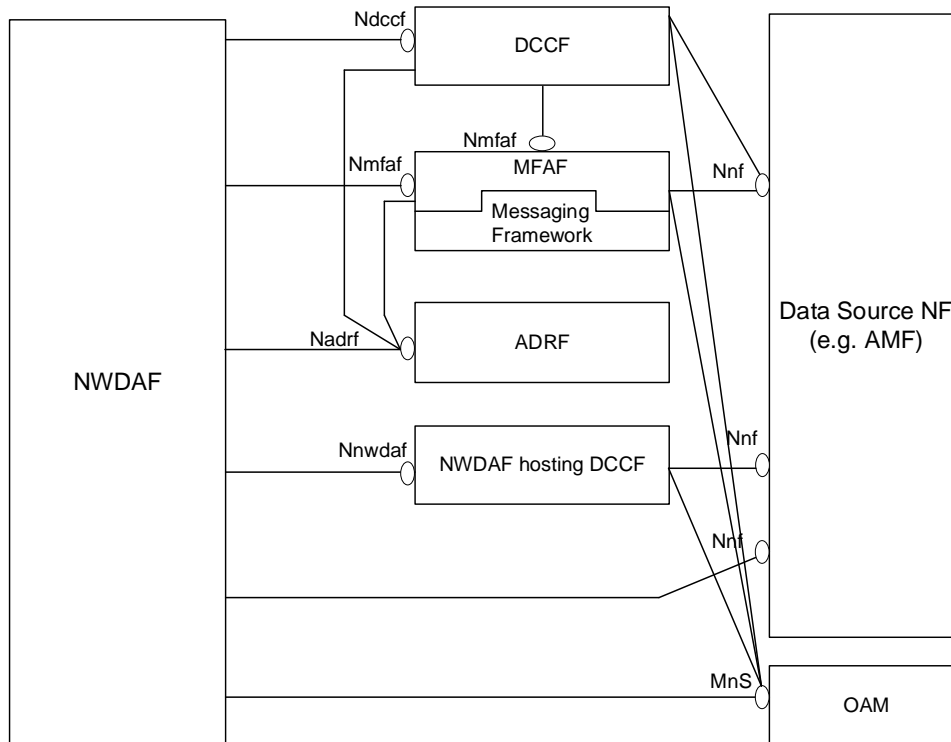 Ndccf
DCCF
Nmfaf
Nmfaf
MFAF
Nnf
Messaging
Framework
Data Source NF
(e.g. AMF)
Nadrf
ADRF
NWDAF
Nnwdaf
NWDAF hosting DCCF
Nnf
Nnf
MnS
OAM